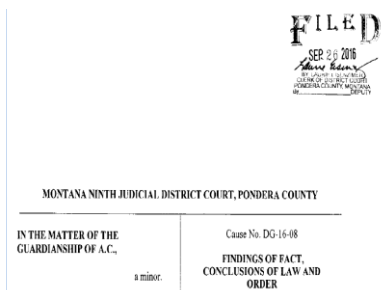 FILED
SEP 26 2016
CLERK OF DISTRICT COURT
PONDERA COUNTY, MONTANA
DEPUTY
MONTANA NINTH JUDICIAL DISTRICT COURT, PONDERA COUNTY
IN THE MATTER OF THE
GUARDIANSHIP OF A.C.,
a minor.
Cause No. DG-16-08
FINDINGS OF FACT,
CONCLUSIONS OF LAW AND
ORDER